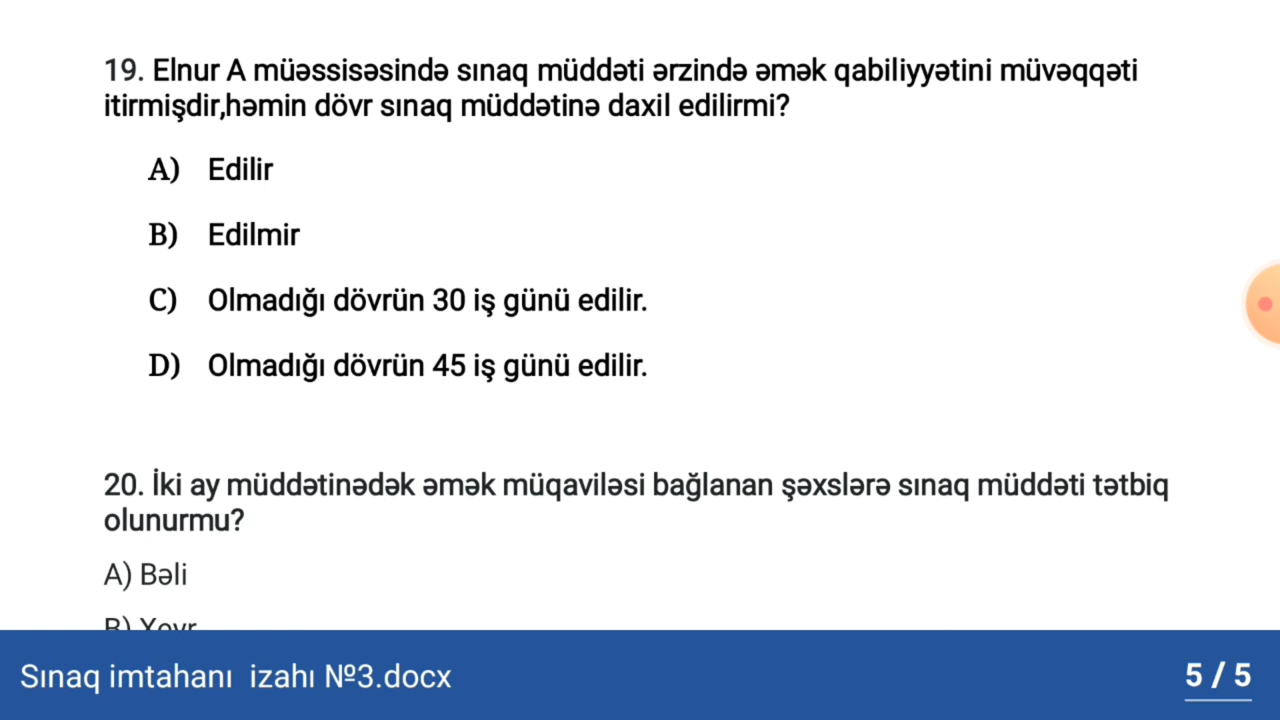 19. Elnur A müəssisəsində sınaq müddəti ərzində əmək qabiliyyətini müvəqqəti
itirmişdir,həmin dövr sınaq müddətinə daxil edilirmi?
A) Edilir
B) Edilmir
C) Olmadığı dövrün 30 iş günü edilir.
D) Olmadığı dövrün 45 iş günü edilir.
20. İki ay müddətinədək əmək müqaviləsi bağlanan şəxslərə sınaq müddəti tətbiq
olunurmu?
A) Bəli
B) Xeyr
Sınaq imtahanı izahı №3.docx
5 / 5